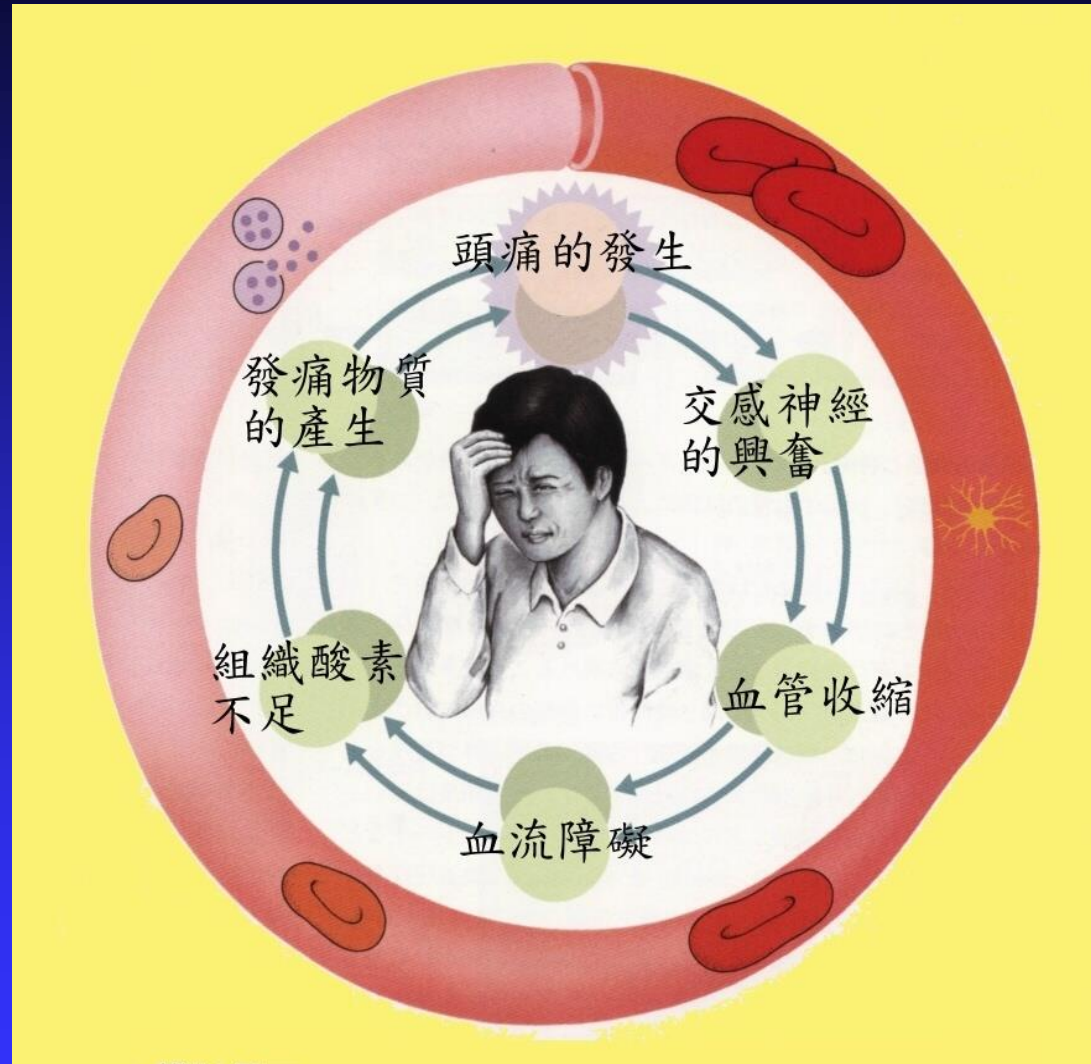 頭痛的發生
交感神經
的興奮
血管收縮
血流障礙
組織酸素
不足
發痛物質
的產生